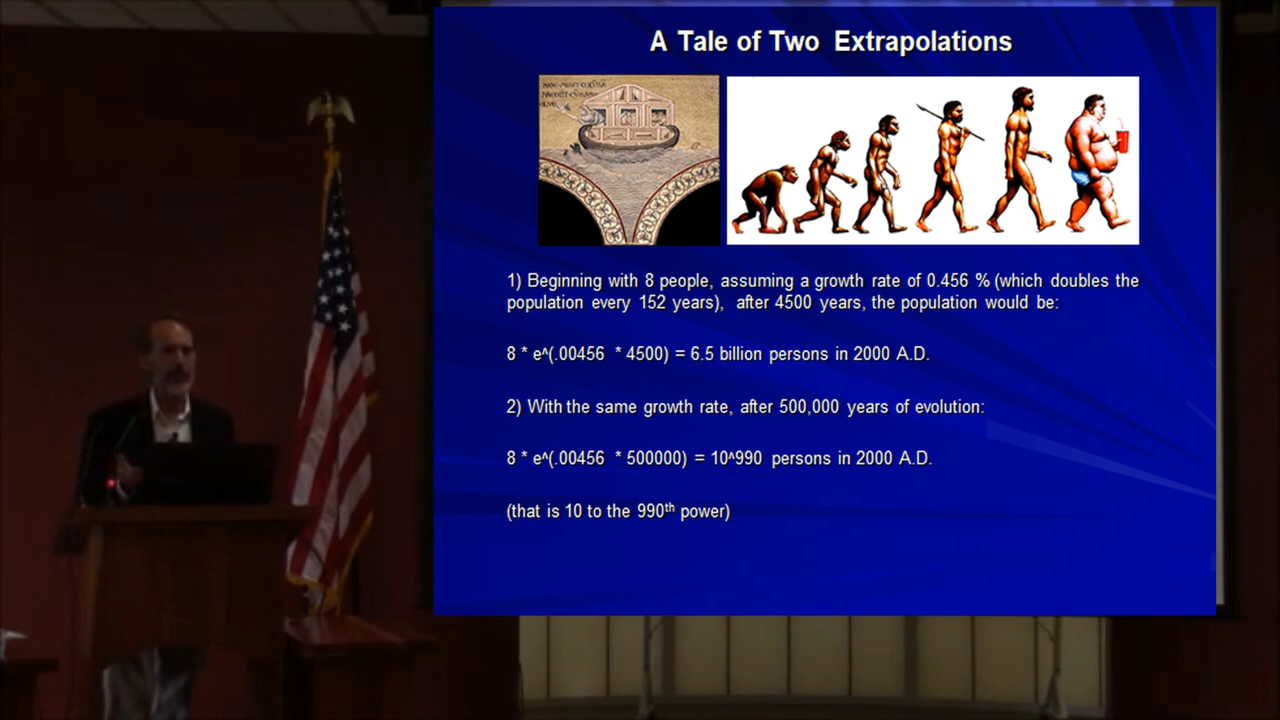 A Tale of Two Extrapolations
1) Beginning with 8 people, assuming a growth rate of 0.456 % (which doubles the
population every 152 years), after 4500 years, the population would be:
8 * e^(.00456 * 4500) = 6.5 billion persons in 2000 A.D.
2) With the same growth rate, after 500,000 years of evolution:
8 * e^(.00456 * 500000) = 10^990 persons in 2000 A.D.
(that is 10 to the 990th power)